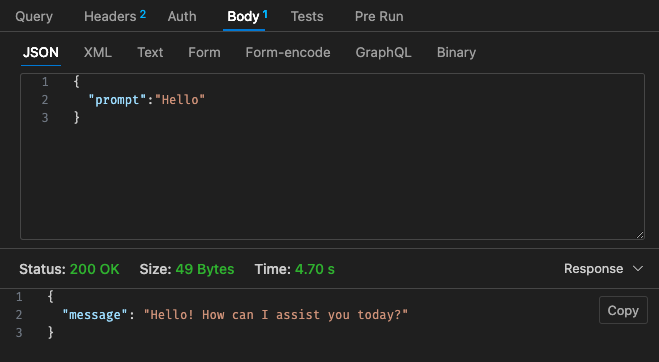 Query Headers 2 Auth Body 1 Tests Pre Run
JSON XML Text Form Form-encode GraphQL Binary
1 {
2 "prompt":"Hello"
3 }
Status: 200 OK Size: 49 Bytes Time: 4.70 s Response
1 {
2 "message": "Hello! How can I assist you today?"
3 }
Copy